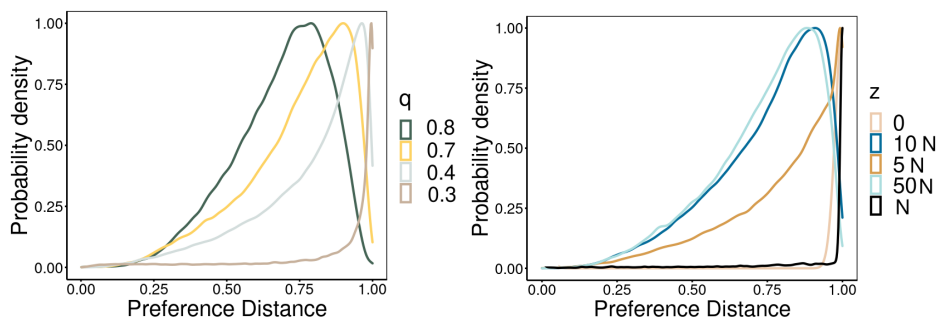 Probability density
1.00
0.75
0.50
0.25
0.00
0.00 0.25 0.50 0.75 1.00
Preference Distance
q
0.8
0.7
0.4
0.3
Probability density
1.00
0.75
0.50
0.25
0.00
0.00 0.25 0.50 0.75 1.00
Preference Distance
z
0
10 N
5 N
50N
N